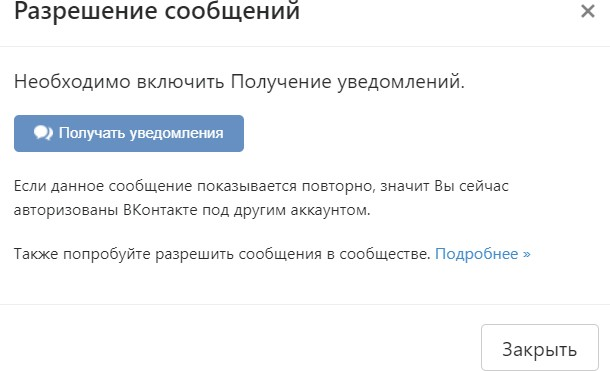 Разрешение сообщений
Необходимо включить Получение уведомлений.
Получать уведомления
Если данное сообщение показывается повторно, значит Вы сейчас
авторизованы ВКонтакте под другим аккаунтом.
Также попробуйте разрешить сообщения в сообществе. Подробнее »
Закрыть